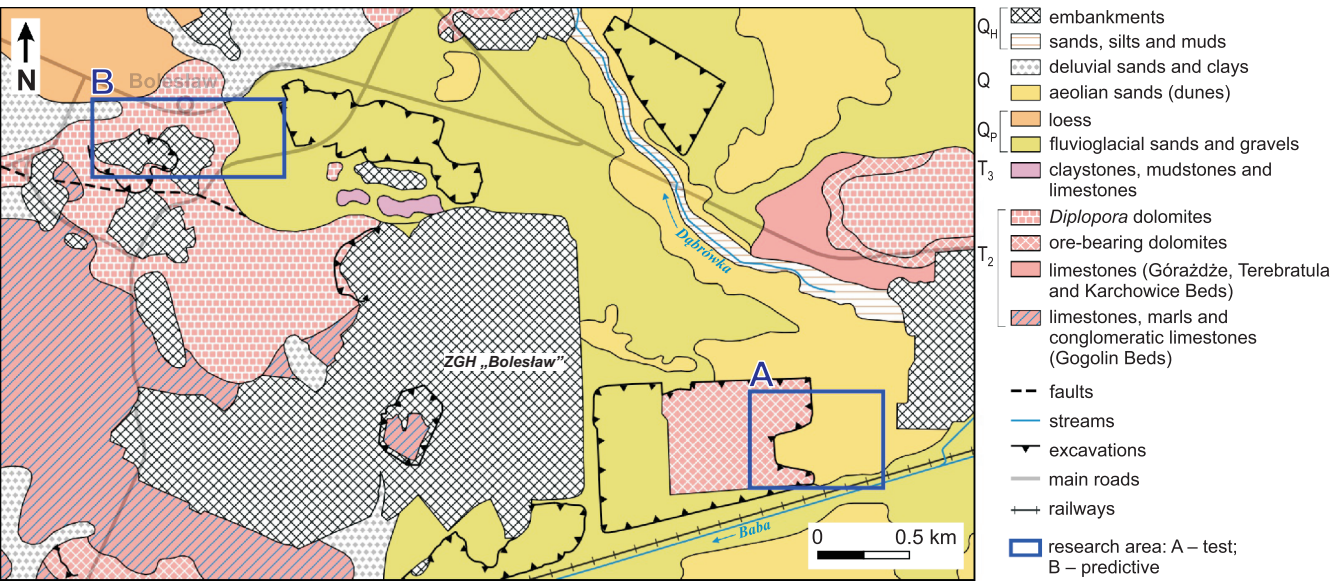 N
B
Bolesław
Dąbrówka
ZGH „Bolesław”
A
Baba
0 0.5 km
QH
embankments
sands, silts and muds
Q
deluvial sands and clays
aeolian sands (dunes)
QP
loess
fluvioglacial sands and gravels
T3
claystones, mudstones and
limestones
T2
Diplopora dolomites
ore-bearing dolomites
limestones (Górażdże, Terebratula
and Karchowice Beds)
limestones, marls and
conglomeratic limestones
(Gogolin Beds)
faults
streams
excavations
main roads
railways
research area: A – test;
B – predictive